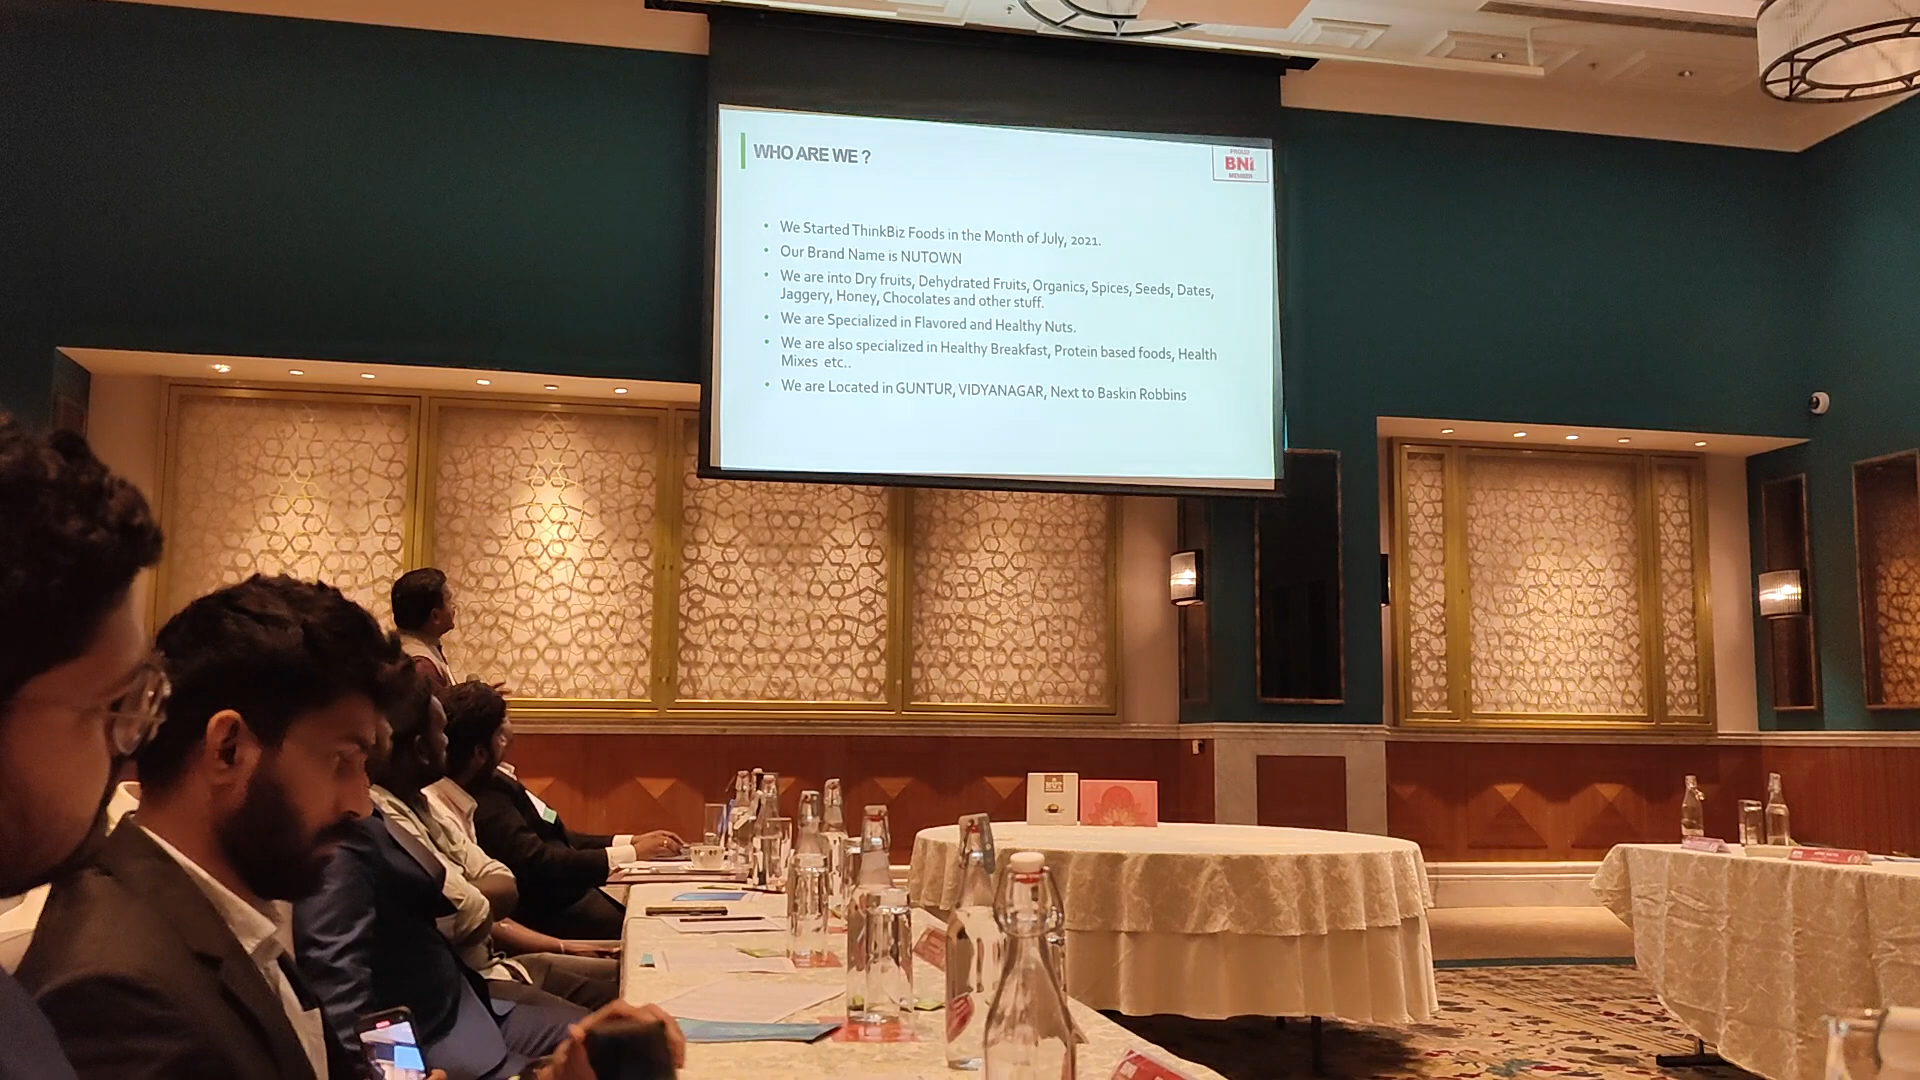 WHO ARE WE ?
PROUD
BNI
MEMBER
• We Started ThinkBiz Foods in the Month of July, 2021.
• Our Brand Name is NUTOWN
• We are into Dry fruits, Dehydrated Fruits, Organics, Spices, Seeds, Dates,
Jaggery, Honey, Chocolates and other stuff.
• We are Specialized in Flavored and Healthy Nuts.
• We are also specialized in Healthy Breakfast, Protein based foods, Health
Mixes etc..
• We are Located in GUNTUR, VIDYANAGAR, Next to Baskin Robbins